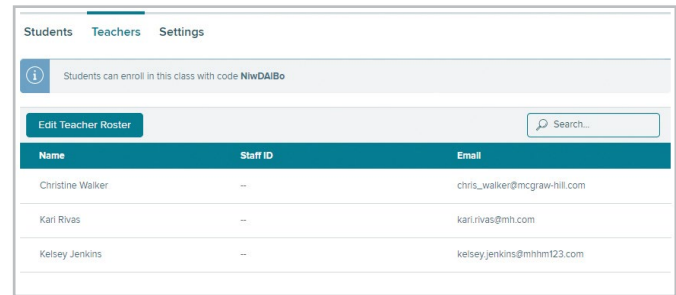 Students Teachers Settings
Students can enroll in this class with code NiwDAlBo
Edit Teacher Roster Search...
Name Staff ID Email
Christine Walker -- chris_walker@mcgraw-hill.com
Kari Rivas -- kari.rivas@mh.com
Kelsey Jenkins -- kelsey.jenkins@mhhm123.com